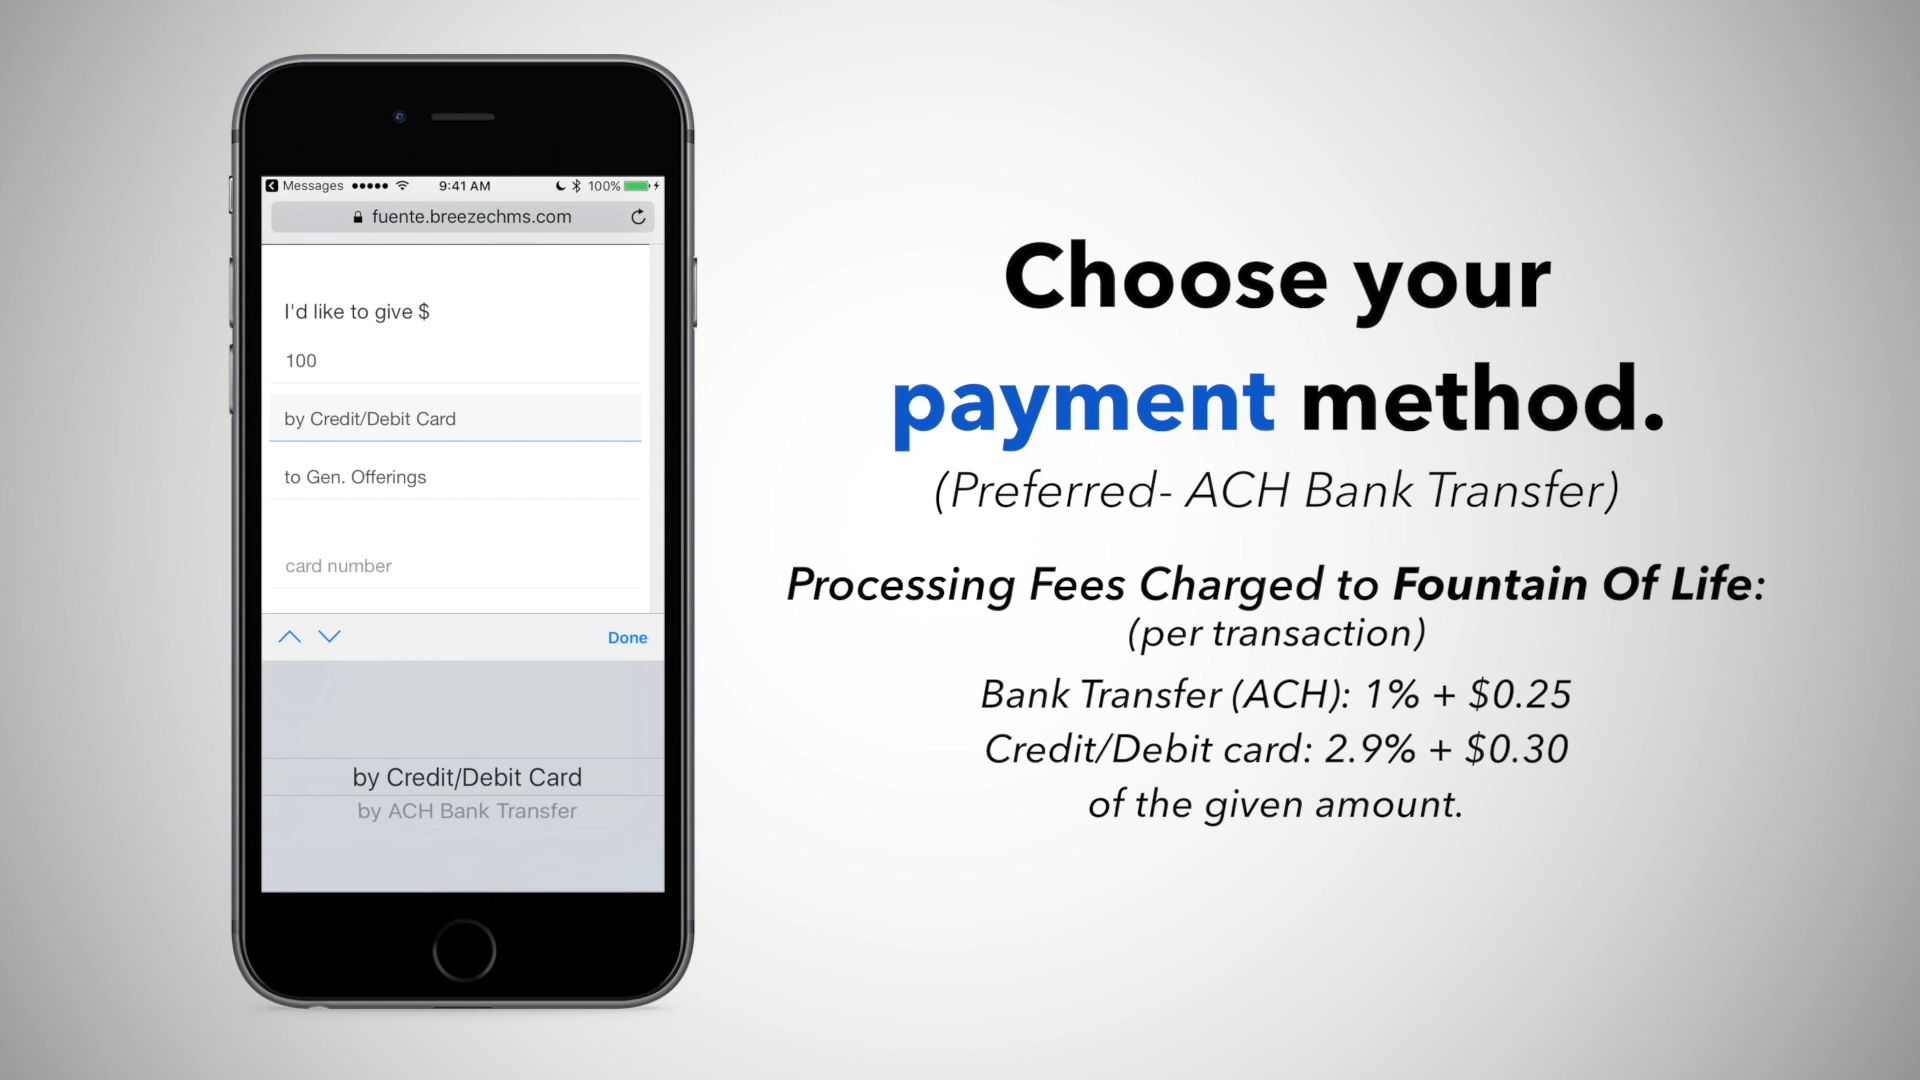 Messages 9:41 AM 100%
fuente.breezechms.com
I'd like to give $
100
by Credit/Debit Card
to Gen. Offerings
card number
Done
by Credit/Debit Card
by ACH Bank Transfer
Choose your
payment method.
(Preferred- ACH Bank Transfer)
Processing Fees Charged to Fountain Of Life:
(per transaction)
Bank Transfer (ACH): 1% + $0.25
Credit/Debit card: 2.9% + $0.30
of the given amount.